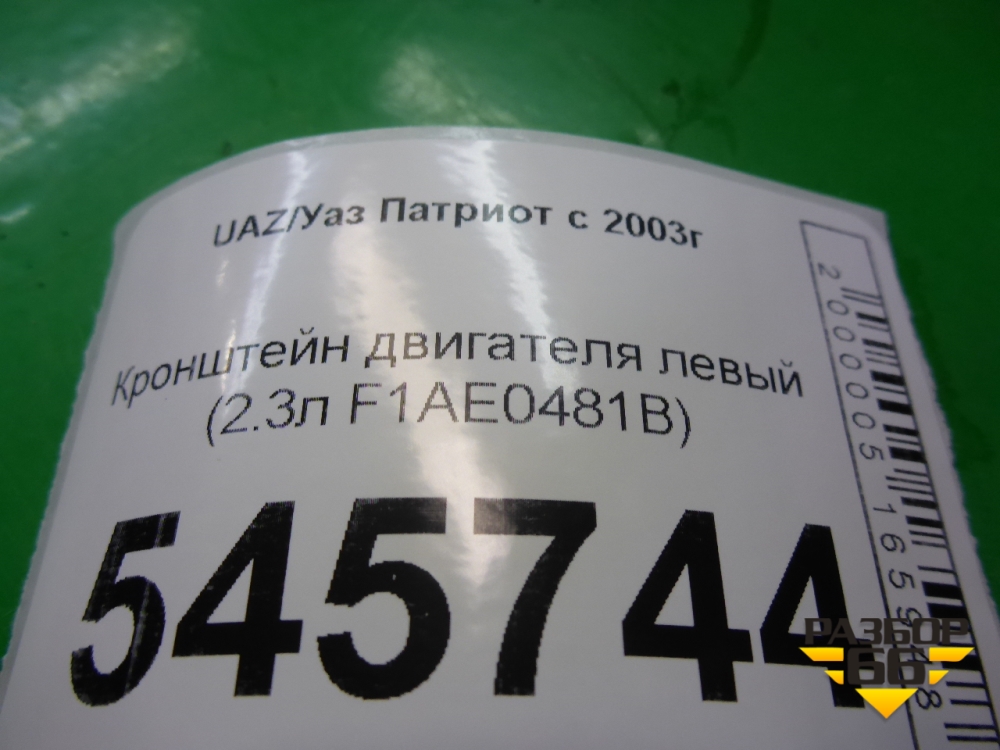 UAZ/Уаз Патриот с 2003г
Кронштейн двигателя левый
(2.3л F1AE0481B)
545744
РАЗБОР
66